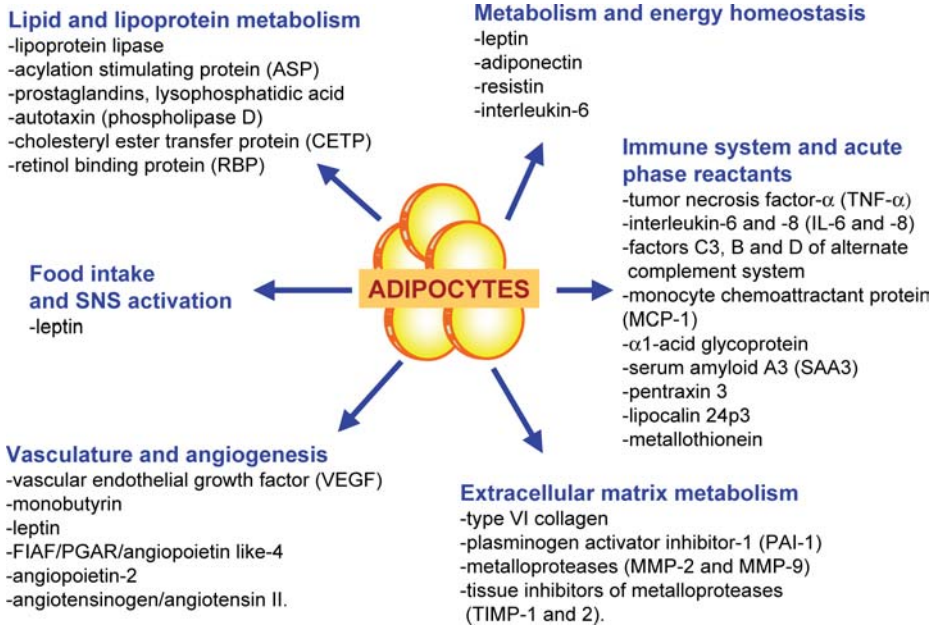 Lipid and lipoprotein metabolism
-lipoprotein lipase
-acylation stimulating protein (ASP)
-prostaglandins, lysophosphatidic acid
-autotaxin (phospholipase D)
-cholesteryl ester transfer protein (CETP)
-retinol binding protein (RBP)
Metabolism and energy homeostasis
-leptin
-adiponectin
-resistin
-interleukin-6
Immune system and acute
phase reactants
-tumor necrosis factor-α (TNF-α)
-interleukin-6 and -8 (IL-6 and -8)
-factors C3, B and D of alternate
complement system
-monocyte chemoattractant protein
(MCP-1)
-α1-acid glycoprotein
-serum amyloid A3 (SAA3)
-pentraxin 3
-lipocalin 24p3
-metallothionein
Food intake
and SNS activation
-leptin
ADIPOCYTES
Vasculature and angiogenesis
-vascular endothelial growth factor (VEGF)
-monobutyrin
-leptin
-FIAF/PGAR/angiopoietin like-4
-angiopoietin-2
-angiotensinogen/angiotensin II.
Extracellular matrix metabolism
-type VI collagen
-plasminogen activator inhibitor-1 (PAI-1)
-metalloproteases (MMP-2 and MMP-9)
-tissue inhibitors of metalloproteases
(TIMP-1 and 2).